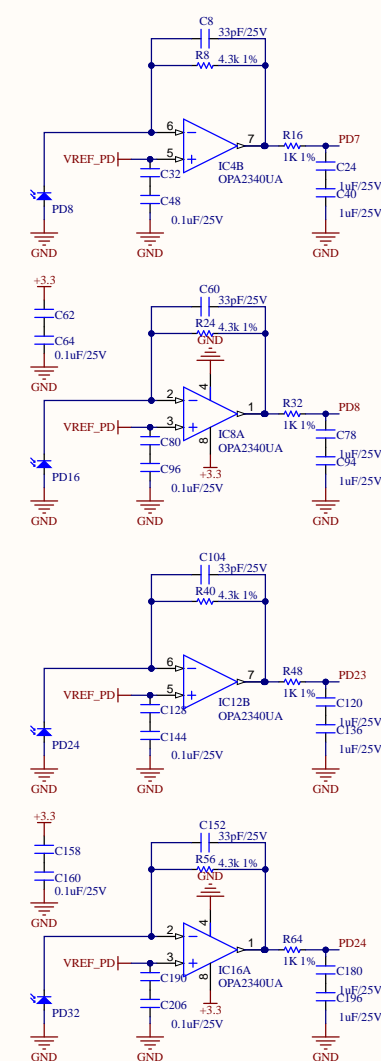 C8
33pF/25V
R8
4.3k 1%
6
7
R16
PD7
VREF_PD
5
1K 1%
IC4B
C24
C32
OPA2340UA
1uF/25V
PD8
C48
C40
0.1uF/25V
1uF/25V
GND
GND
GND
+3.3
C60
33pF/25V
C62
R24
4.3k 1%
GND
C64
0.1uF/25V
GND
4
2
1
R32
PD8
VREF_PD
3
1K 1%
8
IC8A
C78
C80
OPA2340UA
1uF/25V
PD16
C96
+3.3
C94
0.1uF/25V
1uF/25V
GND
GND
GND
C104
33pF/25V
R40
4.3k 1%
6
7
R48
PD23
VREF_PD
5
1K 1%
IC12B
C120
C128
OPA2340UA
1uF/25V
PD24
C144
C136
0.1uF/25V
1uF/25V
GND
GND
GND
+3.3
C152
33pF/25V
C158
R56
4.3k 1%
GND
C160
0.1uF/25V
GND
4
2
1
R64
PD24
VREF_PD
3
1K 1%
8
IC16A
C180
C190
OPA2340UA
1uF/25V
PD32
C206
+3.3
C196
0.1uF/25V
1uF/25V
GND
GND
GND